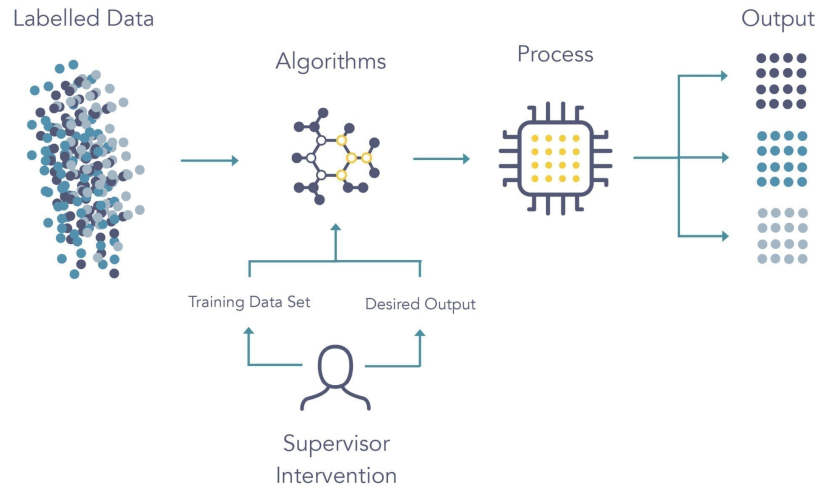 Labelled Data
Output
Algorithms
Process
Training Data Set
Desired Output
Supervisor
Intervention